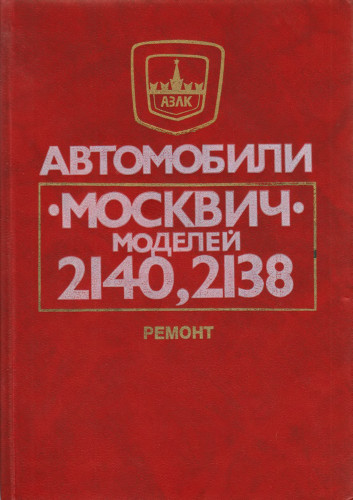 АЗЛК
АВТОМОБИЛИ
·МОСКВИЧ·
МОДЕЛЕЙ
2140,2138
РЕМОНТ